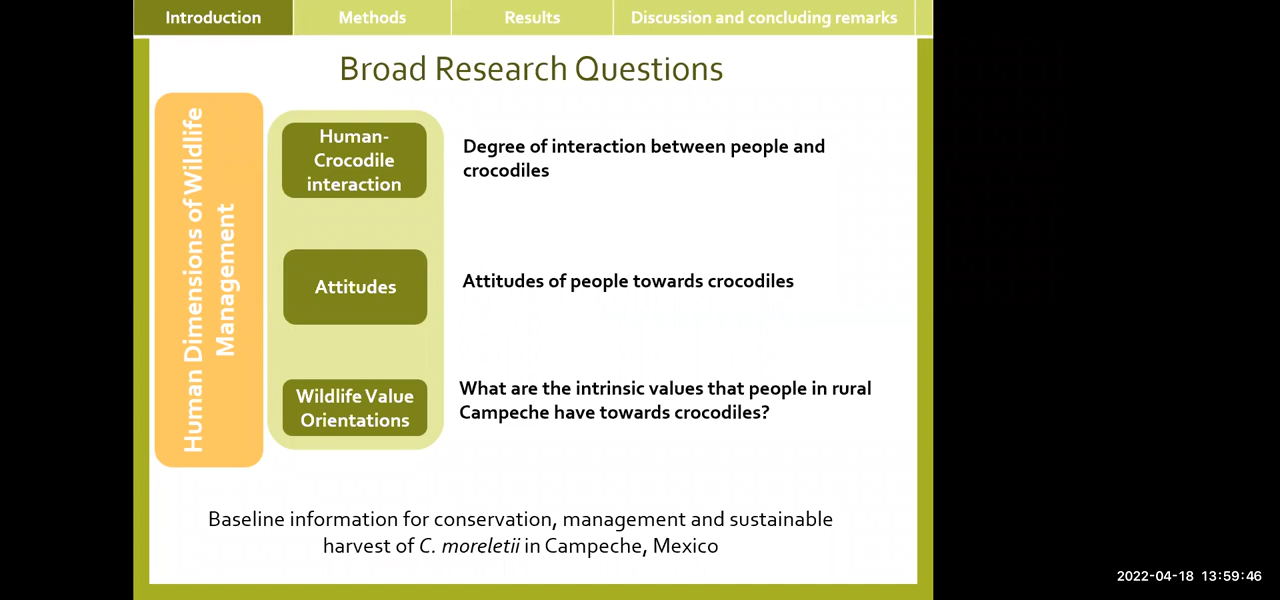 Introduction
Methods
Results
Discussion and concluding remarks
Broad Research Questions
Human Dimensions of Wildlife
Management
Human-
Crocodile
interaction
Degree of interaction between people and
crocodiles
Attitudes
Attitudes of people towards crocodiles
Wildlife Value
Orientations
What are the intrinsic values that people in rural
Campeche have towards crocodiles?
Baseline information for conservation, management and sustainable
harvest of C. moreletii in Campeche, Mexico
2022-04-18 13:59:46